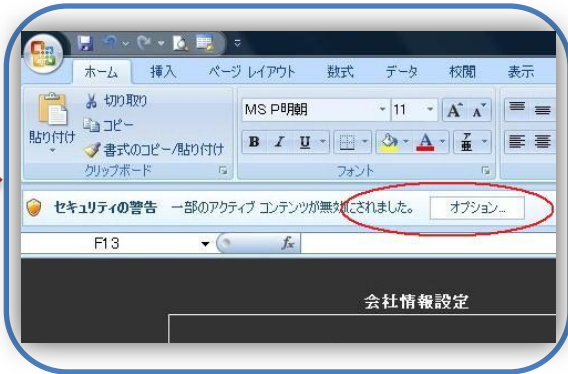 ホーム 挿入 ページ レイアウト 数式 データ 校閲 表示
切り取り
コピー
書式のコピー/貼り付け
貼り付け
MS P明朝 11 A A
B I U A ア亜
クリップボード フォント
セキュリティの警告 一部のアクティブ コンテンツが無効にされました。 オプション...
F13 fx
会社情報設定